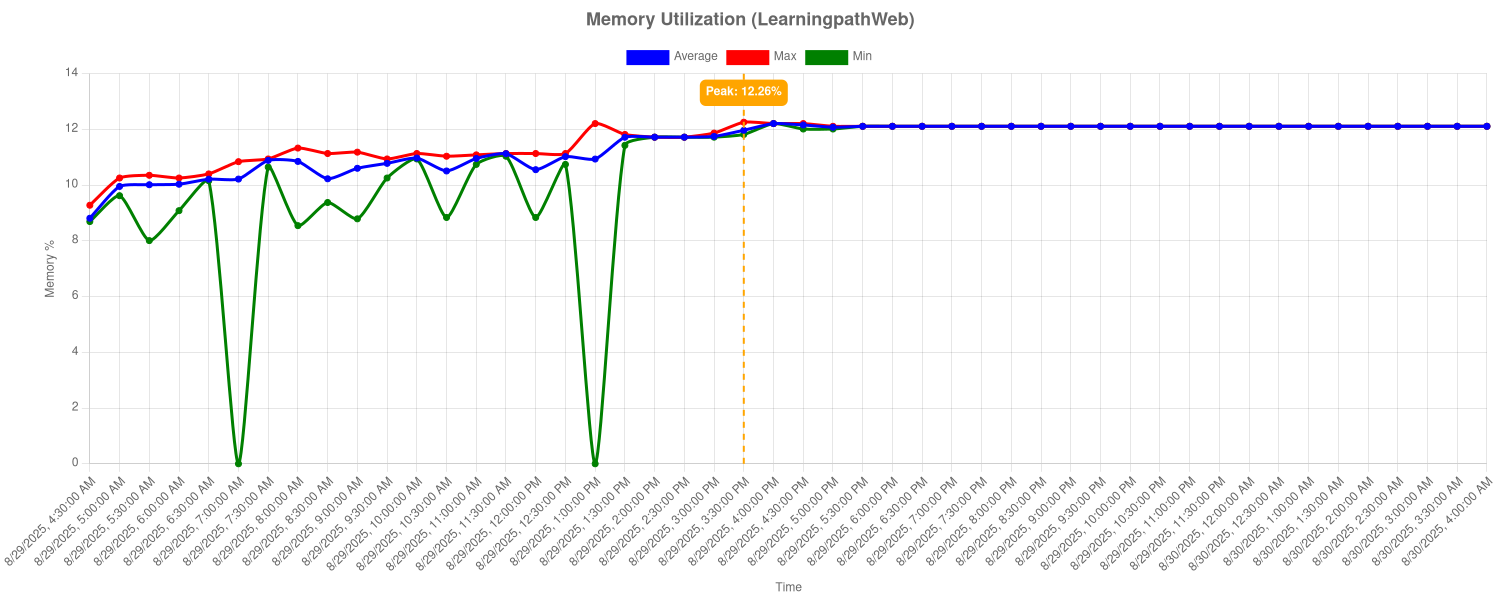 Memory Utilization (LearningpathWeb)
Average Max Min
14
Peak: 12.26%
12
10
8
Memory %
6
4
2
0
8/29/2025, 4:30:00 AM
8/29/2025, 5:00:00 AM
8/29/2025, 5:30:00 AM
8/29/2025, 6:00:00 AM
8/29/2025, 6:30:00 AM
8/29/2025, 7:00:00 AM
8/29/2025, 7:30:00 AM
8/29/2025, 8:00:00 AM
8/29/2025, 8:30:00 AM
8/29/2025, 9:00:00 AM
8/29/2025, 9:30:00 AM
8/29/2025, 10:00:00 AM
8/29/2025, 10:30:00 AM
8/29/2025, 11:00:00 AM
8/29/2025, 11:30:00 AM
8/29/2025, 12:00:00 PM
8/29/2025, 12:30:00 PM
8/29/2025, 1:00:00 PM
8/29/2025, 1:30:00 PM
8/29/2025, 2:00:00 PM
8/29/2025, 2:30:00 PM
8/29/2025, 3:00:00 PM
8/29/2025, 3:30:00 PM
8/29/2025, 4:00:00 PM
8/29/2025, 4:30:00 PM
8/29/2025, 5:00:00 PM
8/29/2025, 5:30:00 PM
8/29/2025, 6:00:00 PM
8/29/2025, 6:30:00 PM
8/29/2025, 7:00:00 PM
8/29/2025, 7:30:00 PM
8/29/2025, 8:00:00 PM
8/29/2025, 8:30:00 PM
8/29/2025, 9:00:00 PM
8/29/2025, 9:30:00 PM
8/29/2025, 10:00:00 PM
8/29/2025, 10:30:00 PM
8/29/2025, 11:00:00 PM
8/29/2025, 11:30:00 PM
8/30/2025, 12:00:00 AM
8/30/2025, 12:30:00 AM
8/30/2025, 1:00:00 AM
8/30/2025, 1:30:00 AM
8/30/2025, 2:00:00 AM
8/30/2025, 2:30:00 AM
8/30/2025, 3:00:00 AM
8/30/2025, 3:30:00 AM
8/30/2025, 4:00:00 AM
Time